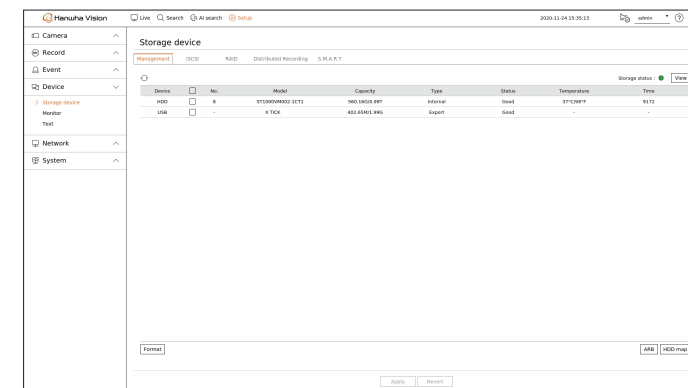 Hanwha Vision Live Search AI search Setup 2020-11-24 15:35:13 admin ?
Camera
Record
Event
Device
Storage device
Monitor
Text
Network
System
Storage device
Management iSCSI RAID Distributed Recording S.M.A.R.T
Storage status : View
Device No. Model Capacity Type Status Temperature Time
HDD 8 ST1000VM002-1CT1 560.16G/0.99T Internal Good 37°C/98°F 9172
USB - X TICK 402.65M/1.99G Export Good - -
Format ARB HDD map
Apply Revert